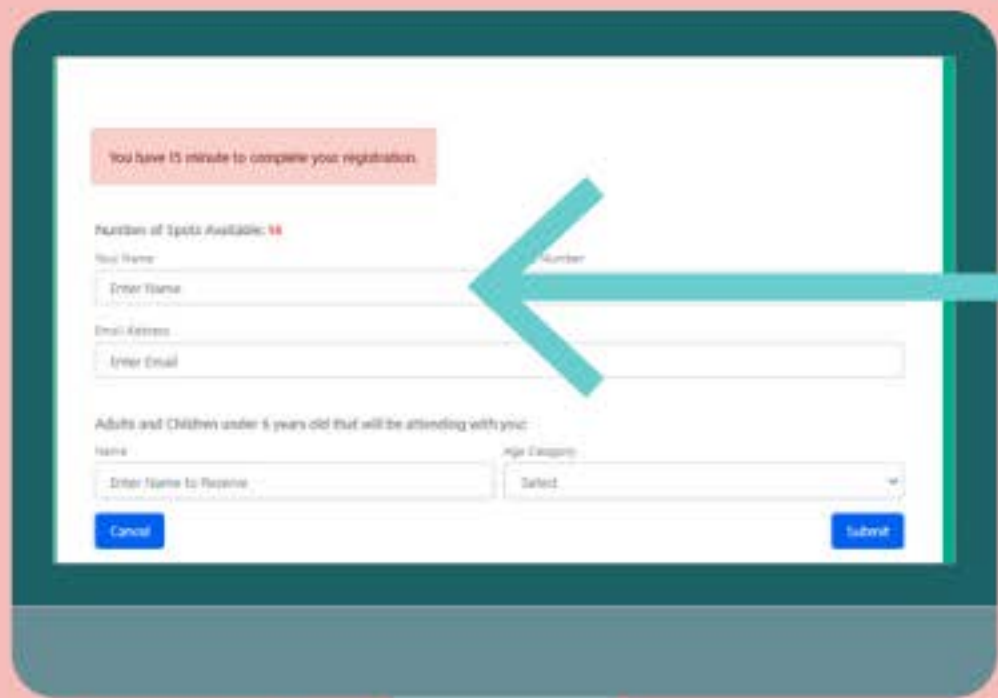 You have 15 minute to complete your registration.
Number of Spots Available: 14
Your Name
Number
Enter Name
Email Address
Enter Email
Adults and Children under 6 years old that will be attending with you:
Name
Age Category
Enter Name to Reserve
Select
Cancel
Submit